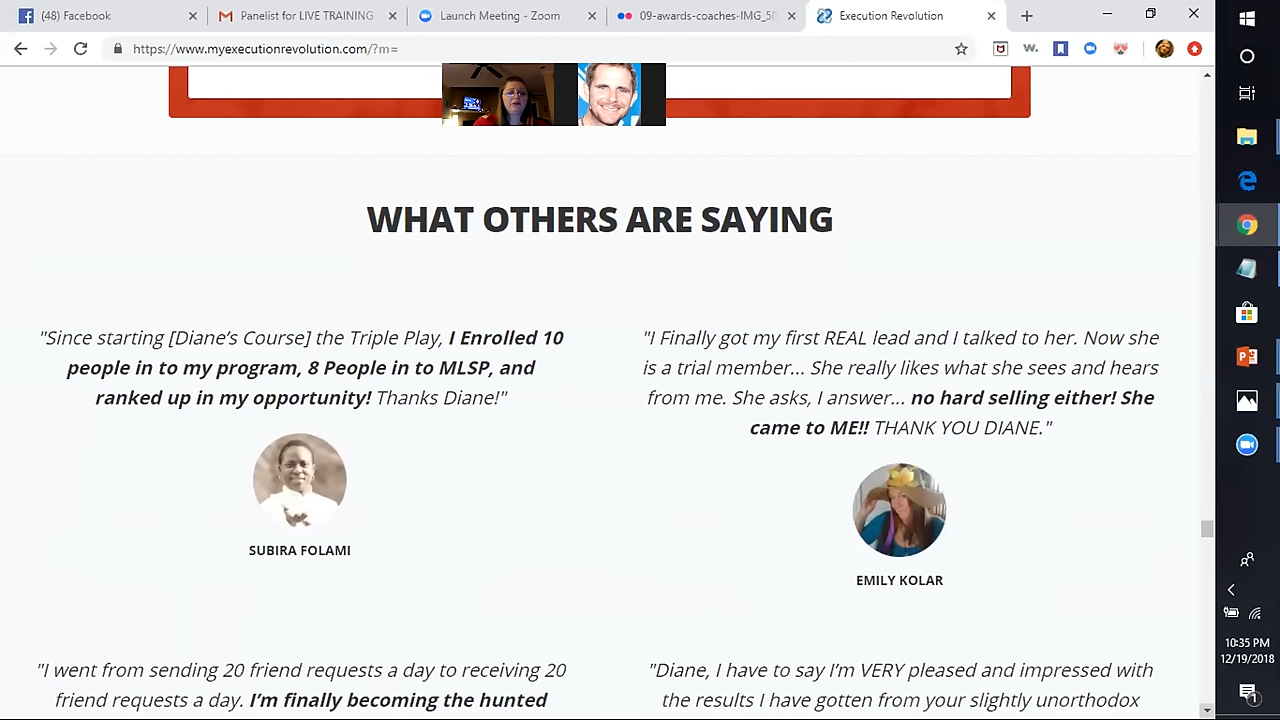 (48) Facebook
Panelist for LIVE TRAINING
Launch Meeting - Zoom
09-awards-coaches-IMG_50
Execution Revolution
https://www.myexecutionrevolution.com/?m=
w.
WHAT OTHERS ARE SAYING
"Since starting [Diane's Course] the Triple Play, I Enrolled 10
people in to my program, 8 People in to MLSP, and
ranked up in my opportunity! Thanks Diane!"
SUBIRA FOLAMI
"I Finally got my first REAL lead and I talked to her. Now she
is a trial member... She really likes what she sees and hears
from me. She asks, I answer... no hard selling either! She
came to ME!! THANK YOU DIANE."
EMILY KOLAR
"I went from sending 20 friend requests a day to receiving 20
friend requests a day. I'm finally becoming the hunted
"Diane, I have to say I'm VERY pleased and impressed with
the results I have gotten from your slightly unorthodox
10:35 PM
12/19/2018
1